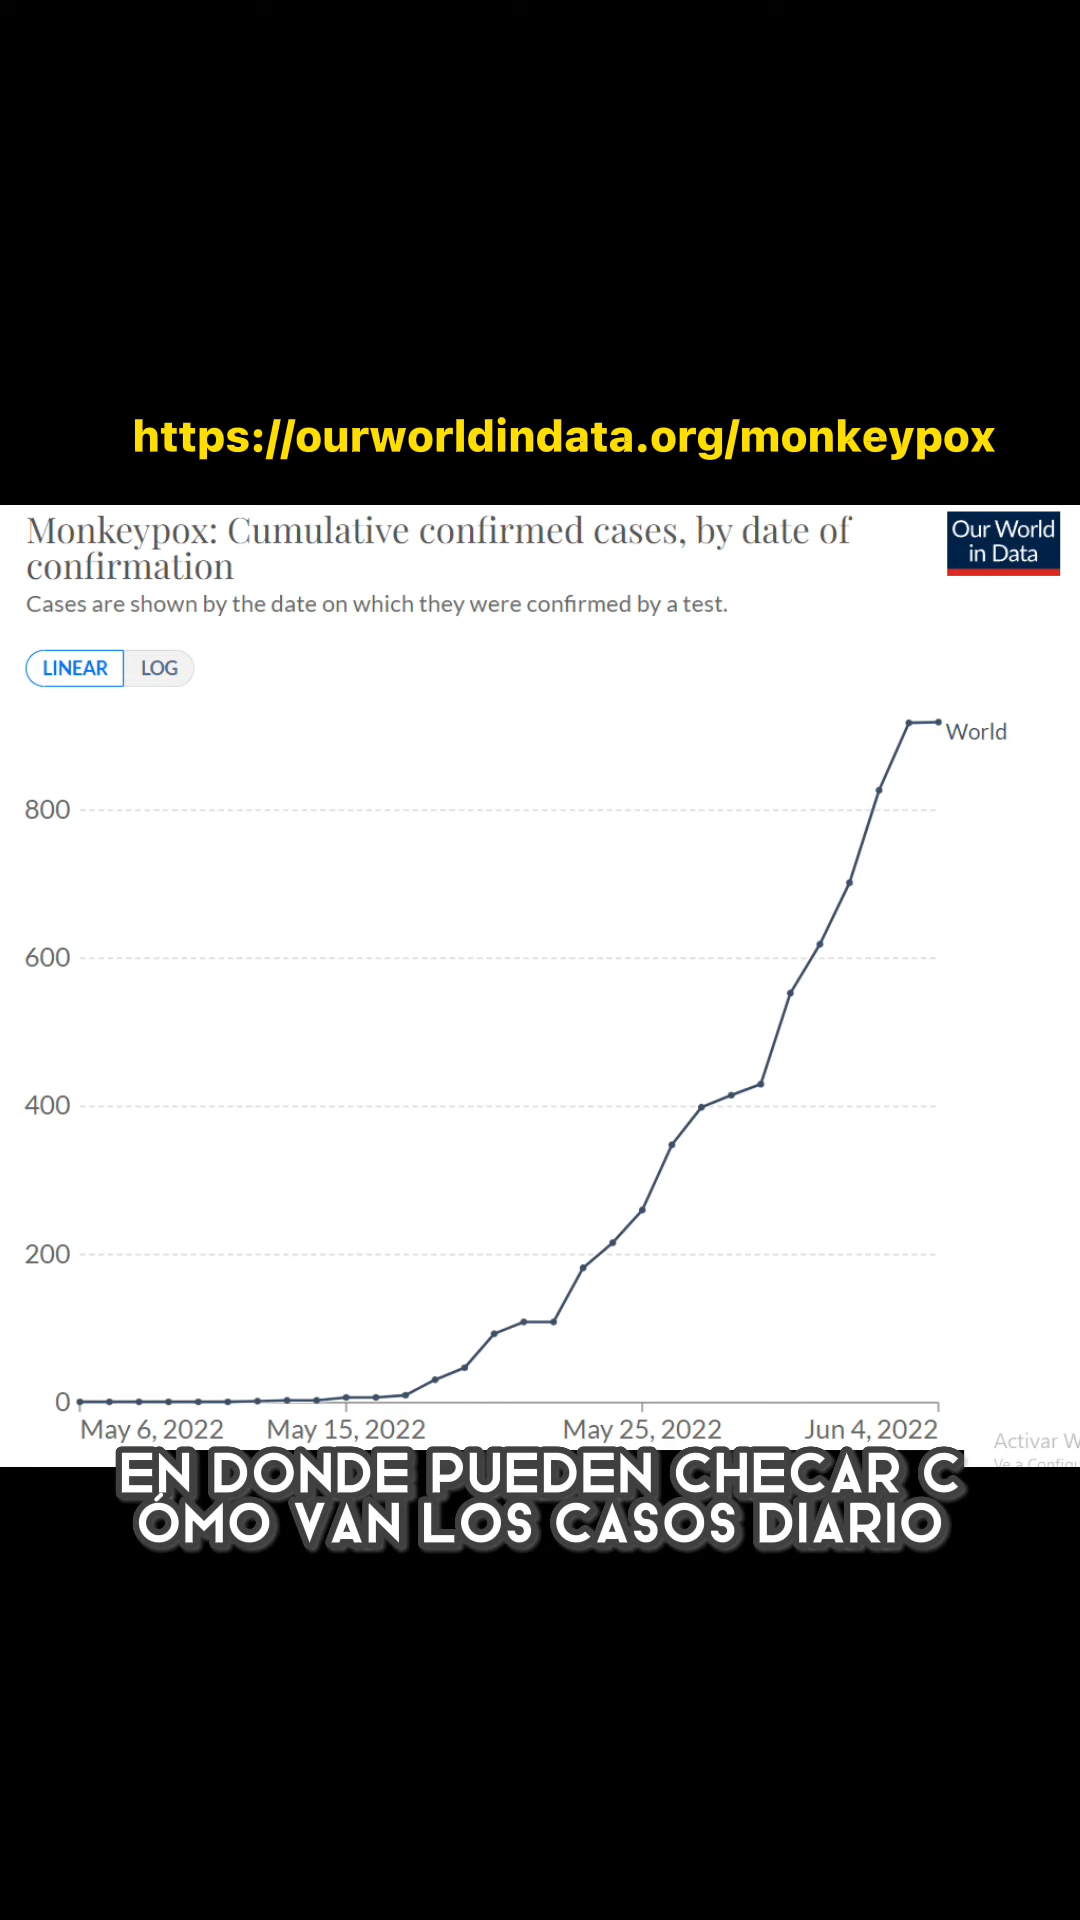 https://ourworldindata.org/monkeypox
Monkeypox: Cumulative confirmed cases, by date of
confirmation
Our World
in Data
Cases are shown by the date on which they were confirmed by a test.
LINEAR LOG
World
800
600
400
200
0
May 6, 2022 May 15, 2022 May 25, 2022 Jun 4, 2022
Activar W
Ve a Configu
EN DONDE PUEDEN CHECAR C
ÓMO VAN LOS CASOS DIARIO